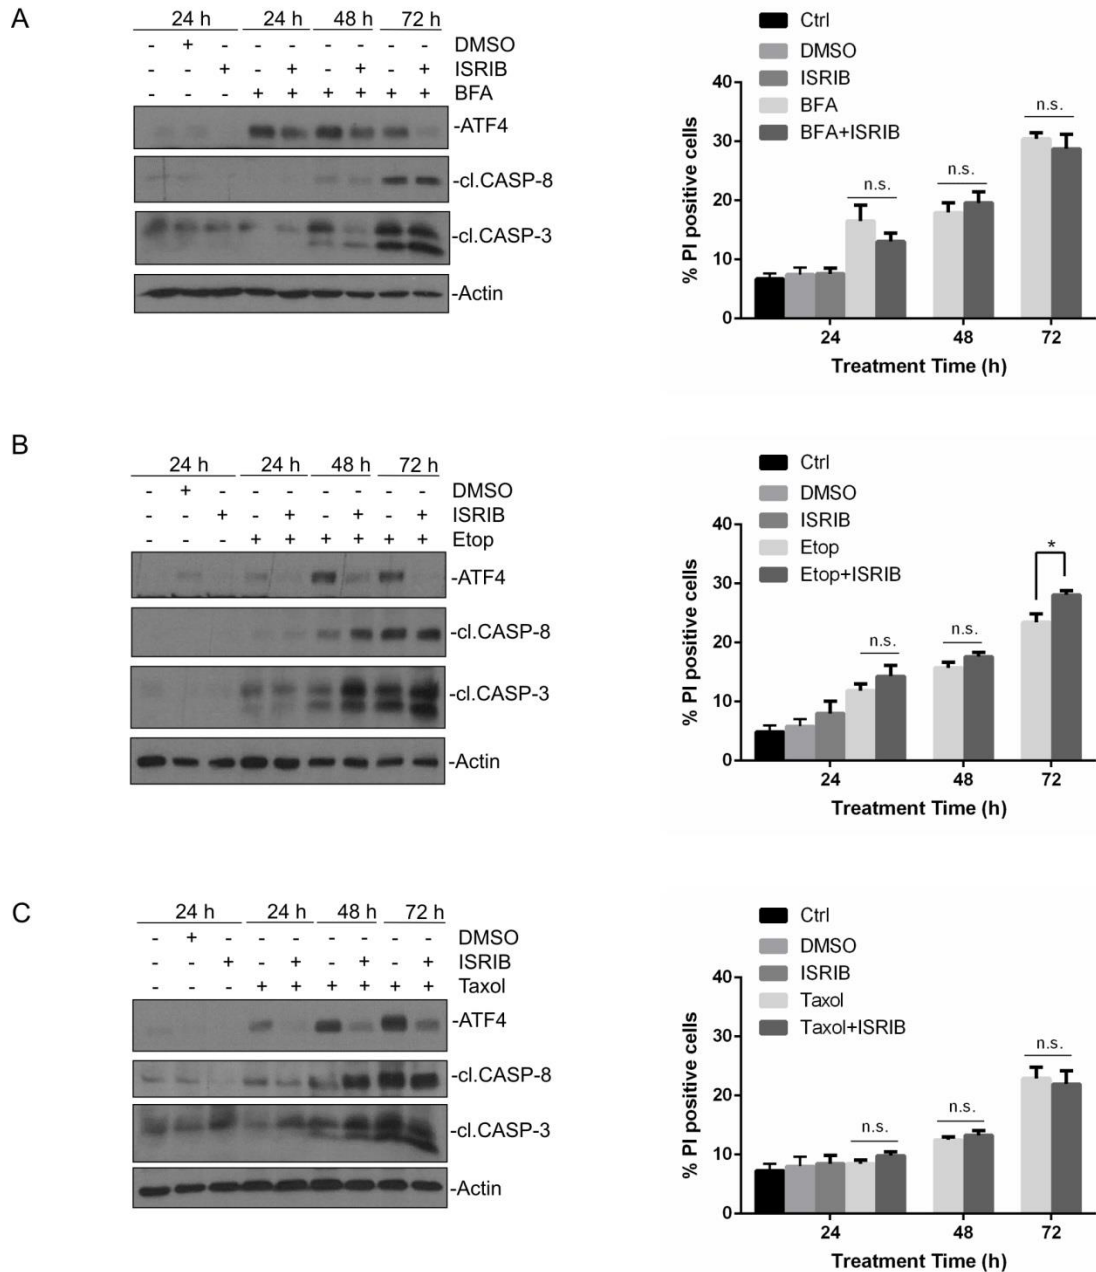 A
24 h 24 h 48 h 72 h
- + - - - - - - - DMSO
- - + - + - + - + ISRIB
- - - + + + + + + BFA
-ATF4
-cl.CASP-8
-cl.CASP-3
-Actin
Ctrl
DMSO
ISRIB
BFA
BFA+ISRIB
% PI positive cells
40
30
20
10
0
n.s.
n.s.
n.s.
24 48 72
Treatment Time (h)
B
24 h 24 h 48 h 72 h
- + - - - - - - - DMSO
- - + - + - + - + ISRIB
- - - + + + + + + Etop
-ATF4
-cl.CASP-8
-cl.CASP-3
-Actin
Ctrl
DMSO
ISRIB
Etop
Etop+ISRIB
% PI positive cells
40
30
20
10
0
n.s.
n.s.
*
24 48 72
Treatment Time (h)
C
24 h 24 h 48 h 72 h
- + - - - - - - - DMSO
- - + - + - + - + ISRIB
- - - + + + + + + Taxol
-ATF4
-cl.CASP-8
-cl.CASP-3
-Actin
Ctrl
DMSO
ISRIB
Taxol
Taxol+ISRIB
% PI positive cells
40
30
20
10
0
n.s.
n.s.
n.s.
24 48 72
Treatment Time (h)